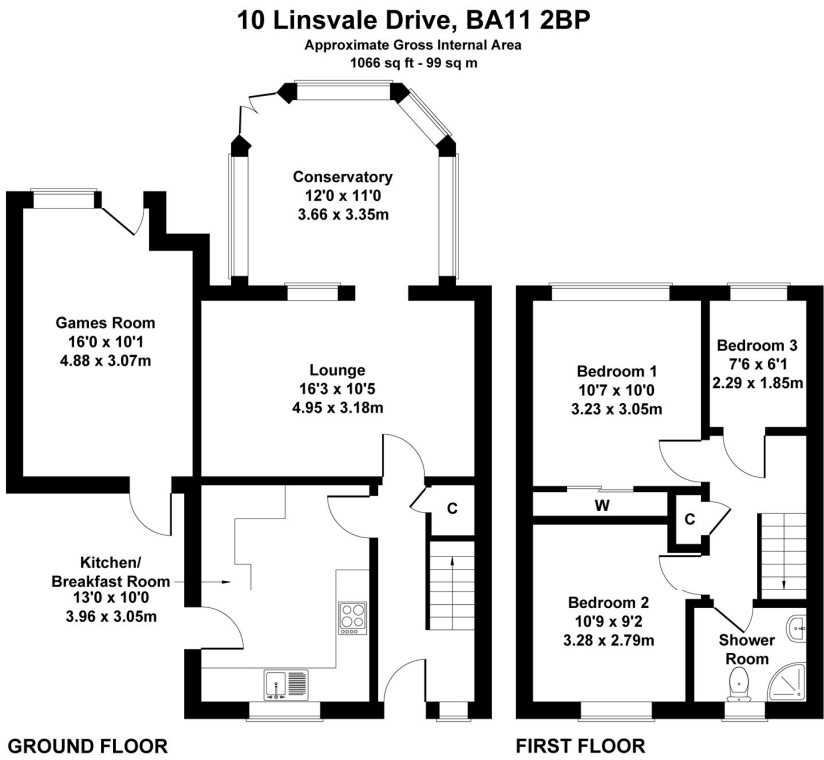 10 Linsvale Drive, BA11 2BP
Approximate Gross Internal Area
1066 sq ft - 99 sq m
Conservatory
12'0 x 11'0
3.66 x 3.35m
Games Room
16'0 x 10'1
4.88 x 3.07m
Lounge
16'3 x 10'5
4.95 x 3.18m
C
Kitchen/
Breakfast Room
13'0 x 10'0
3.96 x 3.05m
GROUND FLOOR
Bedroom 1
10'7 x 10'0
3.23 x 3.05m
Bedroom 3
7'6 x 6'1
2.29 x 1.85m
W
C
Bedroom 2
10'9 x 9'2
3.28 x 2.79m
Shower
Room
FIRST FLOOR